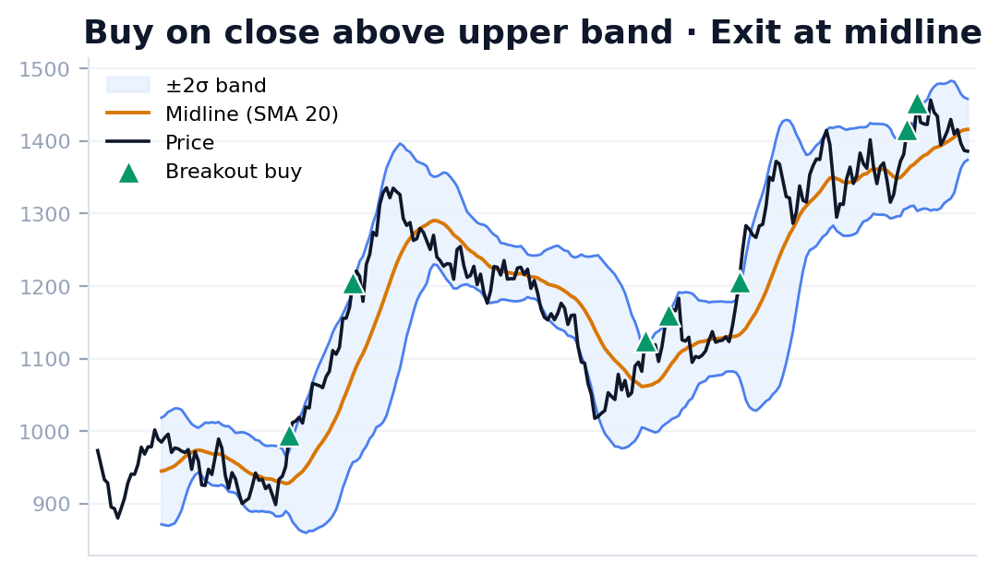 Buy on close above upper band · Exit at midline
1500
1400
1300
1200
1100
1000
900
±2σ band
Midline (SMA 20)
Price
Breakout buy